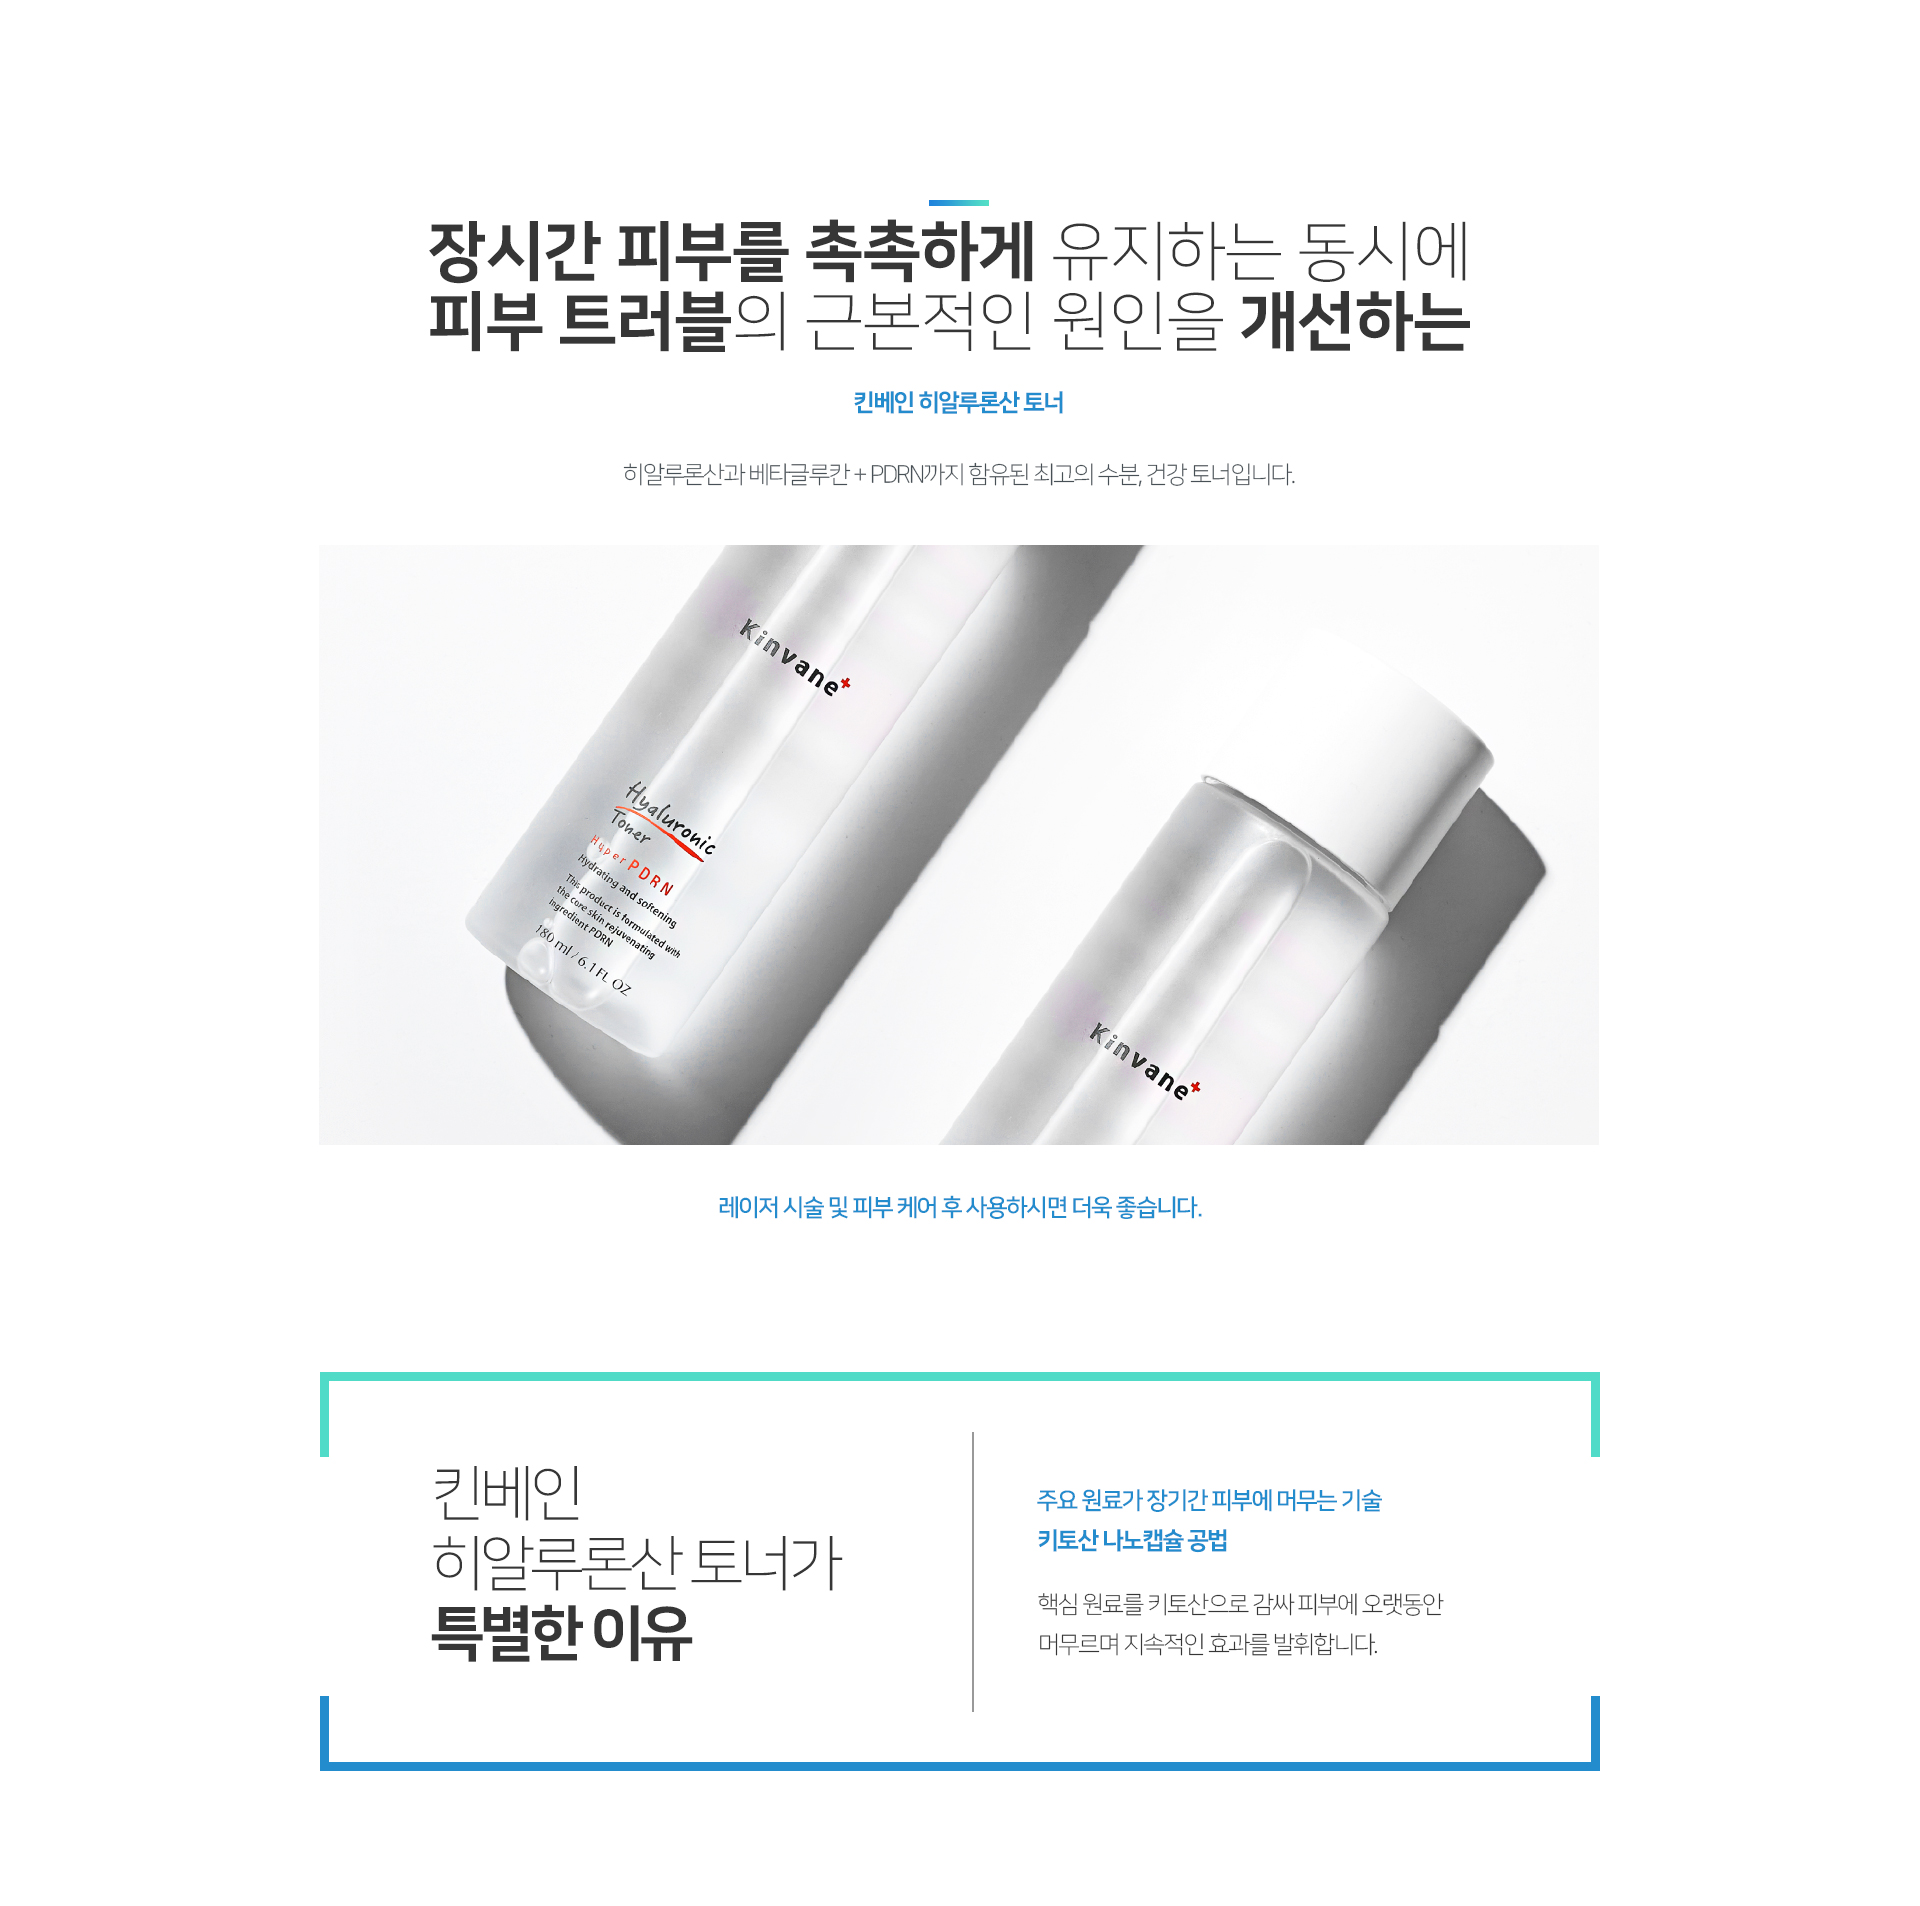 장시간 피부를 촉촉하게 유지하는 동시에
피부 트러블의 근본적인 원인을 개선하는
킨베인 히알루론산 토너
히알루론산과 베타글루칸 + PDRN까지 함유된 최고의 수분, 건강 토너입니다.
Kinvane+
Hyaluronic
Toner
Hyper PDRN
Hydrating and softening
This product is formulated with
the core skin rejuvenating
ingredient PDRN
180 ml / 6.1 FL OZ
Kinvane+
레이저 시술 및 피부 케어 후 사용하시면 더욱 좋습니다.
킨베인
히알루론산 토너가
특별한 이유
주요 원료가 장기간 피부에 머무는 기술
키토산 나노캡슐 공법
핵심 원료를 키토산으로 감싸 피부에 오랫동안
머무르며 지속적인 효과를 발휘합니다.